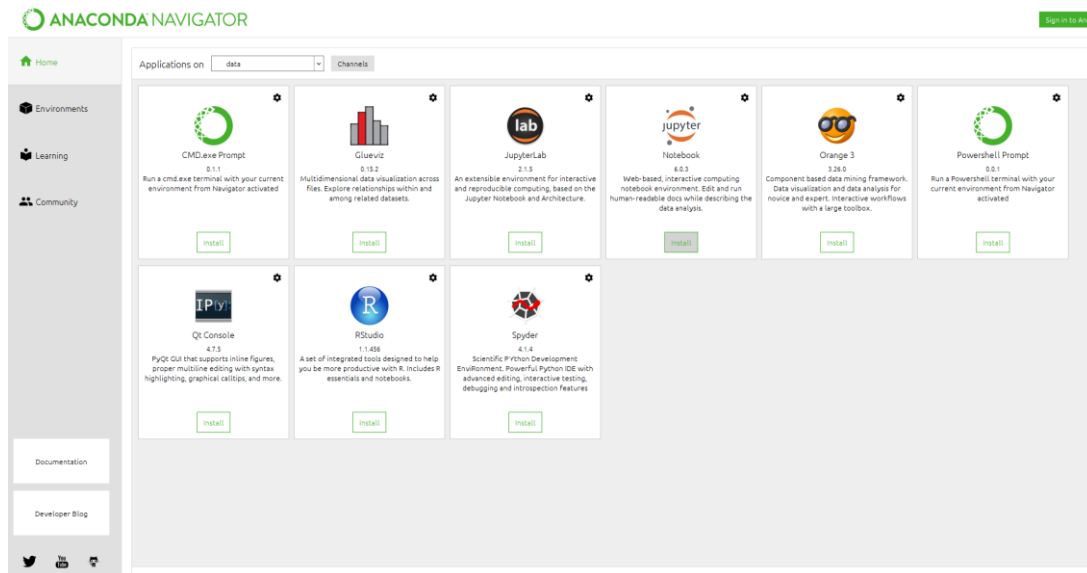 ANACONDA NAVIGATOR
Sign in to An
Home
Environments
Learning
Community
Documentation
Developer Blog
You
Tube
Applications on
data
Channels
CMD.exe Prompt
0.1.1
Run a cmd.exe terminal with your current
environment from Navigator activated
Install
Glueviz
0.15.2
Multidimensional data visualization across
files. Explore relationships within and
among related datasets.
Install
lab
JupyterLab
2.1.5
An extensible environment for interactive
and reproducible computing, based on the
Jupyter Notebook and Architecture.
Install
jupyter
Notebook
6.0.3
Web-based, interactive computing
notebook environment. Edit and run
human-readable docs while describing the
data analysis.
Install
Orange 3
3.26.0
Component based data mining framework.
Data visualization and data analysis for
novice and expert. Interactive workflows
with a large toolbox.
Install
Powershell Prompt
0.0.1
Run a Powershell terminal with your
current environment from Navigator
activated
Install
IP[y]:
Qt Console
4.7.5
PyQt GUI that supports inline figures,
proper multiline editing with syntax
highlighting, graphical calltips, and more.
Install
R
RStudio
1.1.456
A set of integrated tools designed to help
you be more productive with R. Includes R
essentials and notebooks.
Install
Spyder
4.1.4
Scientific PYthon Development
EnviRonment. Powerful Python IDE with
advanced editing, interactive testing,
debugging and introspection features
Install